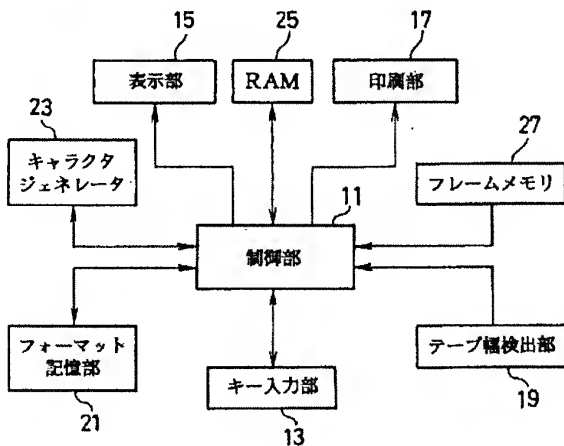 15
25
17
表示部
RAM
印刷部
23
27
キャラクタ
ジェネレータ
フレームメモリ
11
制御部
フォーマット
記憶部
テープ幅検出部
キー入力部
21
13
19